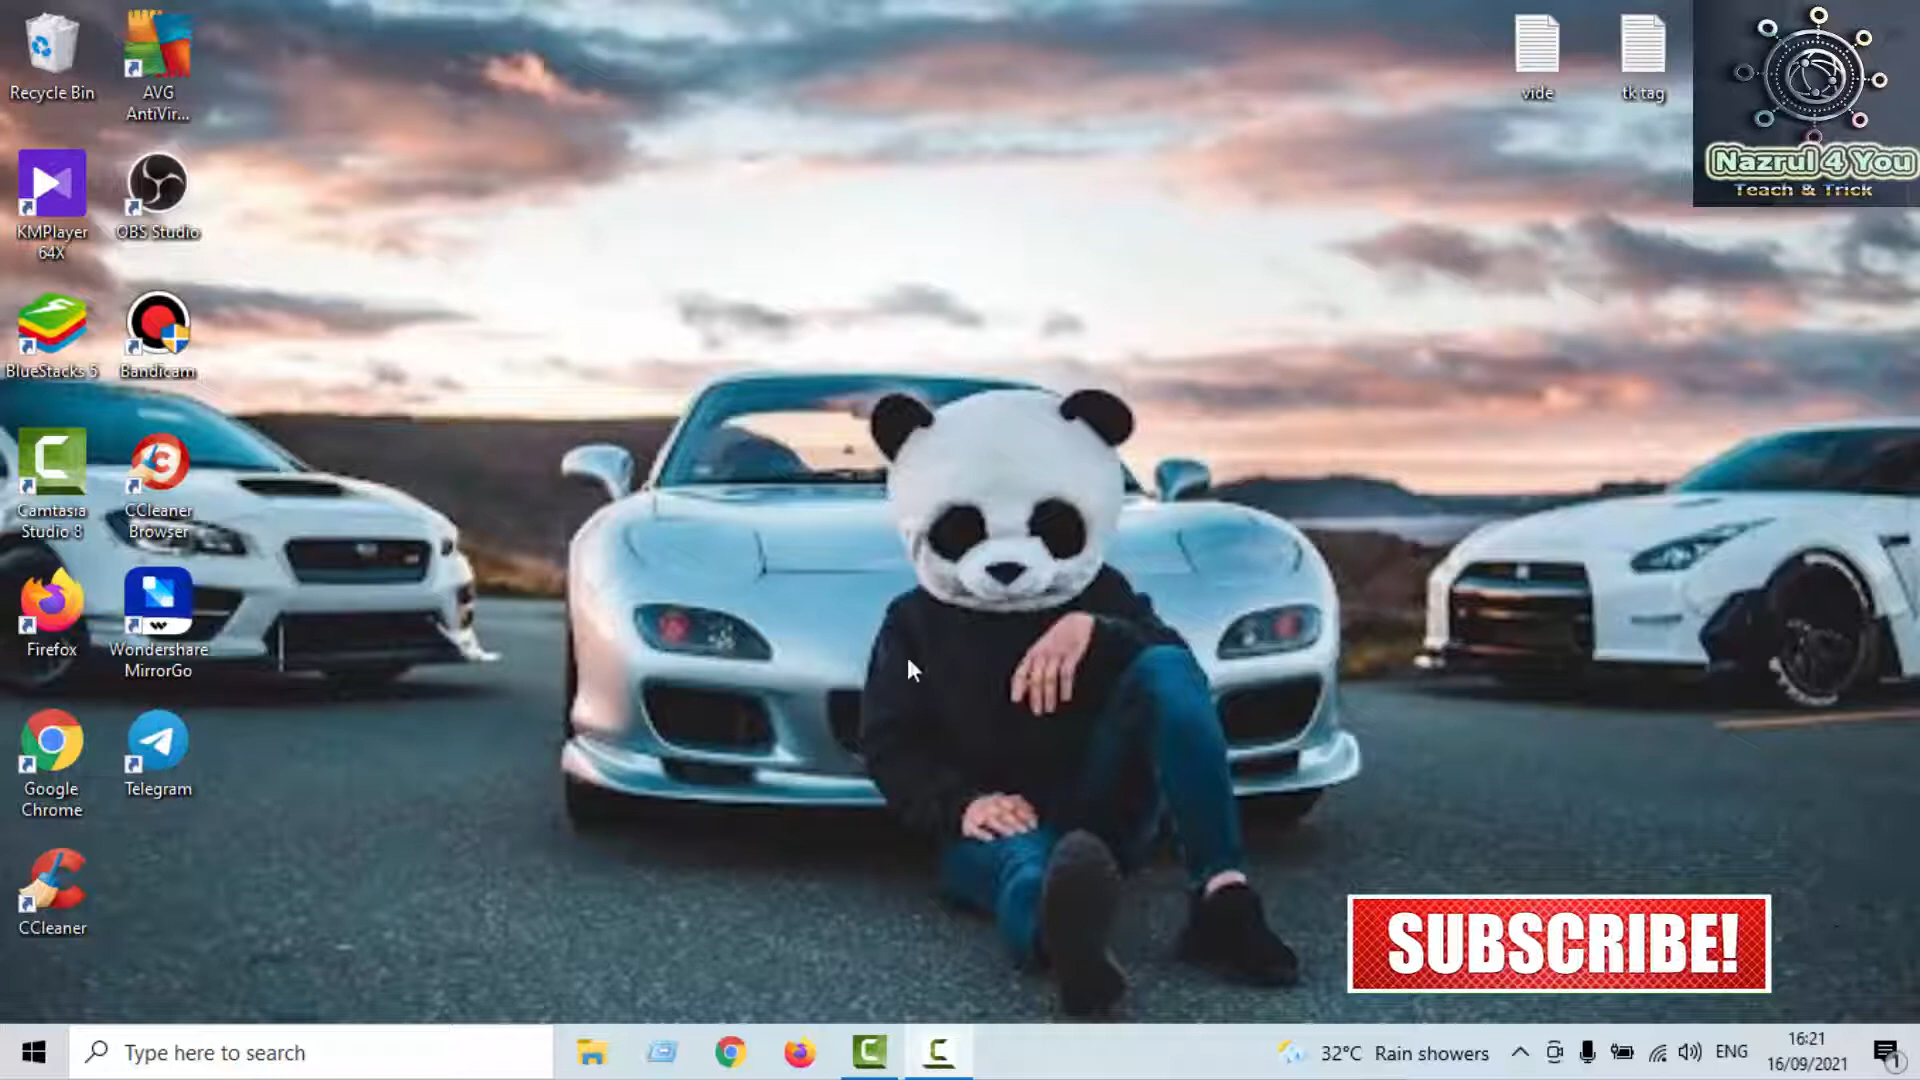 Recycle Bin
AVG
AntiVir...
vide
tk tag
Nazrul 4 You
Teach & Trick
KMPlayer
64X
OBS Studio
BlueStacks 5
Bandicam
Camtasia
Studio 8
CCleaner
Browser
Firefox
Wondershare
MirrorGo
Google
Chrome
Telegram
CCleaner
SUBSCRIBE!
Type here to search
32°C Rain showers
ENG
16:21
16/09/2021
1